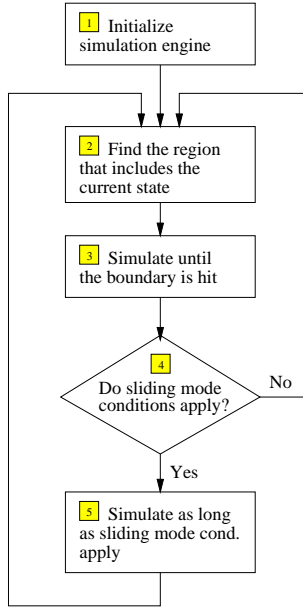 1 Initialize
simulation engine
2 Find the region
that includes the
current state
3 Simulate until
the boundary is hit
4
Do sliding mode
conditions apply?
No
Yes
5 Simulate as long
as sliding mode cond.
apply